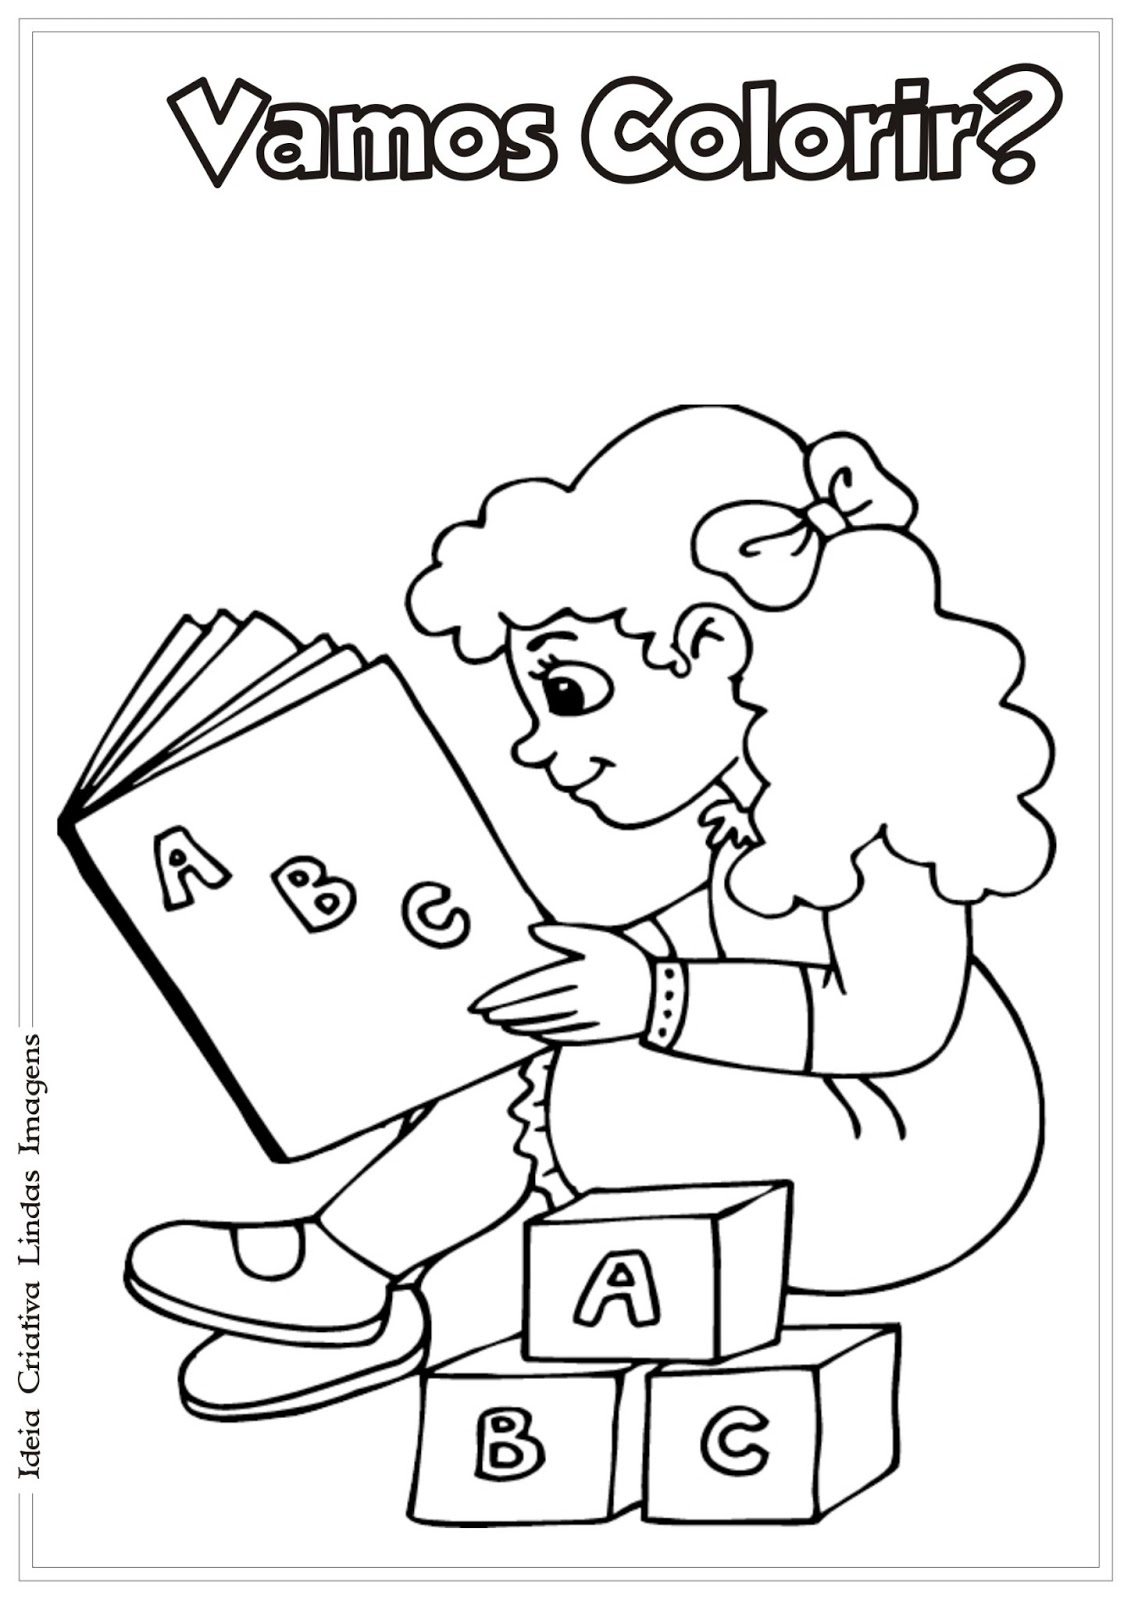 Vamos Colorir?
A B C
A
B C
Ideia Criativa Lindas Imagens